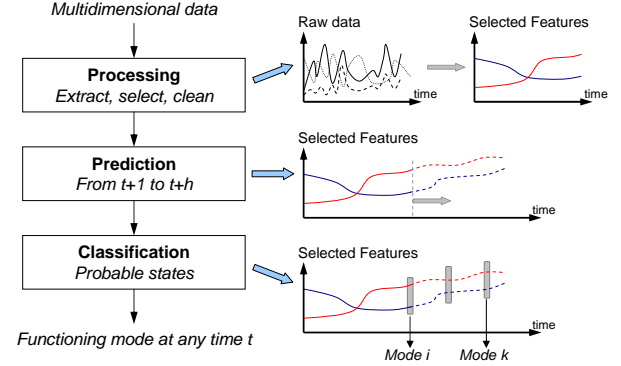 Multidimensional data
Processing
Extract, select, clean
Prediction
From t+1 to t+h
Classification
Probable states
Functioning mode at any time t
Raw data
time
Selected Features
time
Selected Features
time
Selected Features
time
Mode i
Mode k